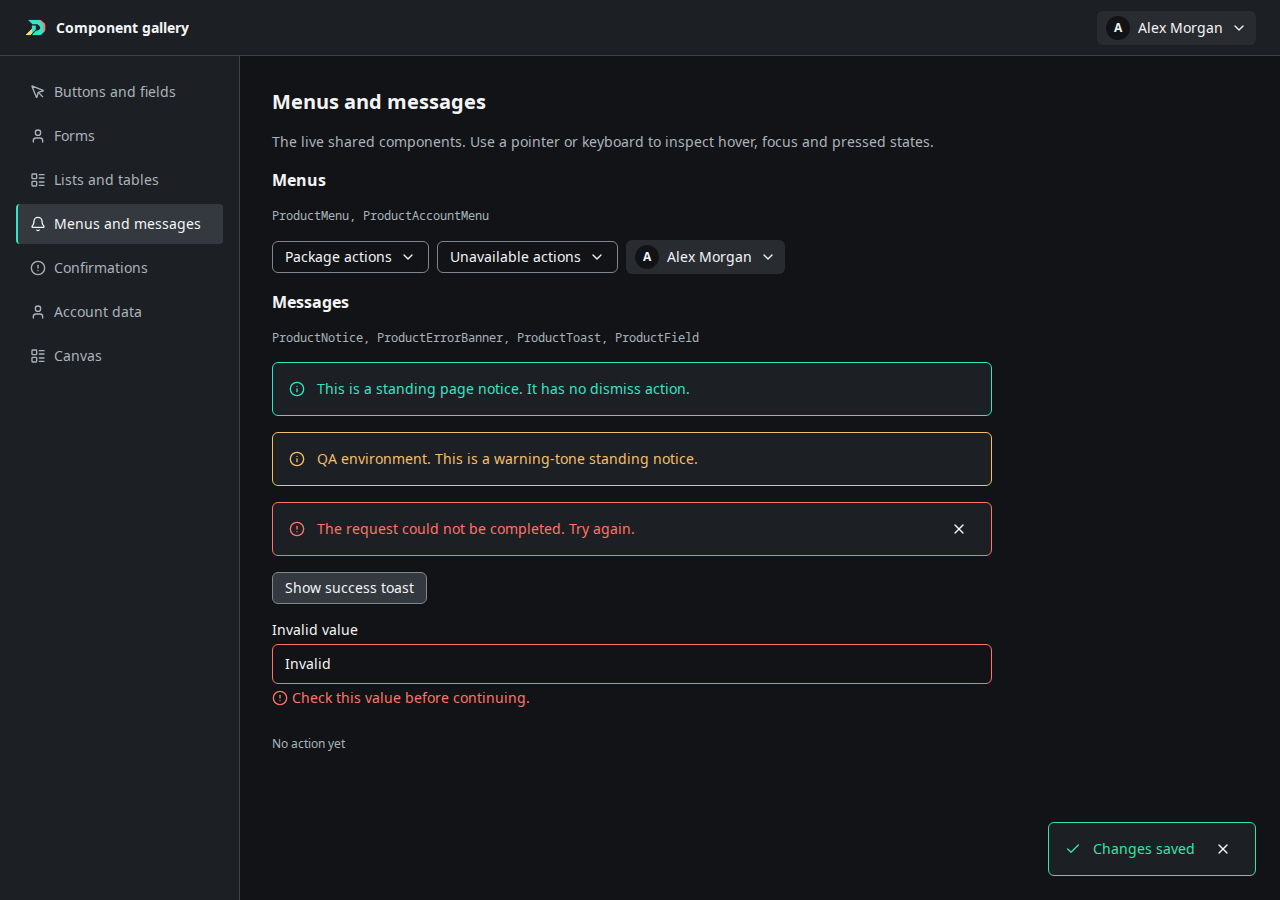 Component gallery
A Alex Morgan
Buttons and fields
Forms
Lists and tables
Menus and messages
Confirmations
Account data
Canvas
Menus and messages
The live shared components. Use a pointer or keyboard to inspect hover, focus and pressed states.
Menus
ProductMenu, ProductAccountMenu
Package actions Unavailable actions A Alex Morgan
Messages
ProductNotice, ProductErrorBanner, ProductToast, ProductField
This is a standing page notice. It has no dismiss action.
QA environment. This is a warning-tone standing notice.
The request could not be completed. Try again.
Show success toast
Invalid value
Invalid
Check this value before continuing.
No action yet
Changes saved